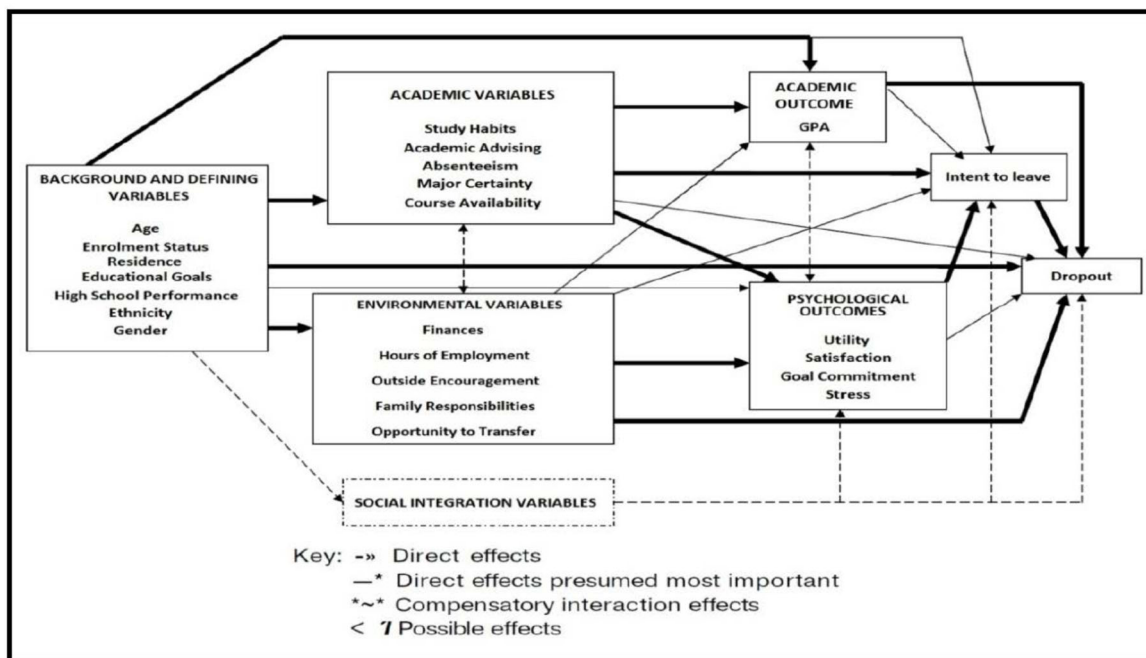 BACKGROUND AND DEFINING
VARIABLES
Age
Enrolment Status
Residence
Educational Goals
High School Performance
Ethnicity
Gender
ACADEMIC VARIABLES
Study Habits
Academic Advising
Absenteeism
Major Certainty
Course Availability
ENVIRONMENTAL VARIABLES
Finances
Hours of Employment
Outside Encouragement
Family Responsibilities
Opportunity to Transfer
SOCIAL INTEGRATION VARIABLES
ACADEMIC
OUTCOME
GPA
PSYCHOLOGICAL
OUTCOMES
Utility
Satisfaction
Goal Commitment
Stress
Intent to leave
Dropout
Key: -» Direct effects
—* Direct effects presumed most important
*~* Compensatory interaction effects
< 1 Possible effects